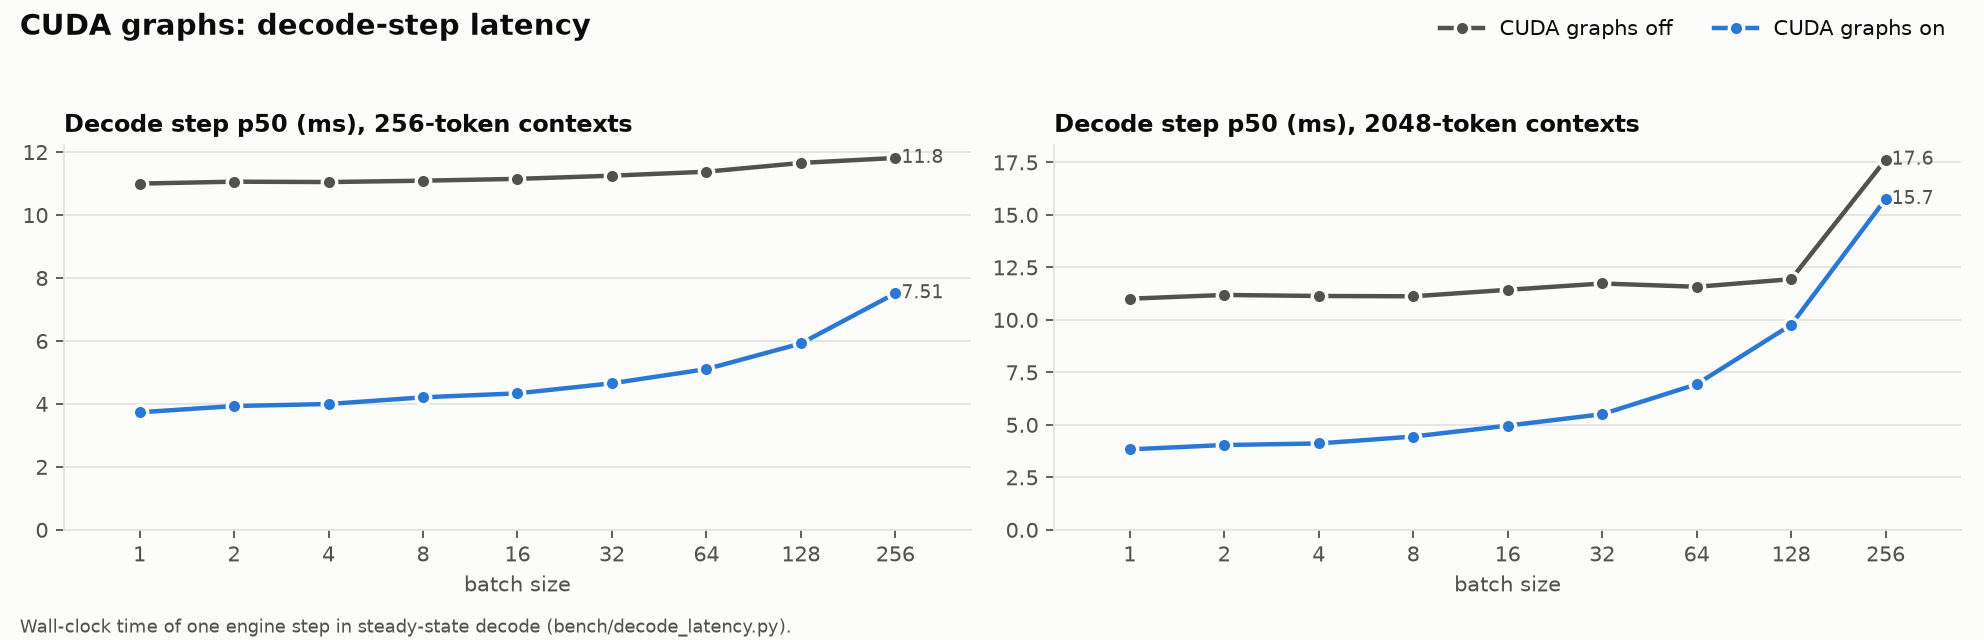 CUDA graphs: decode-step latency
CUDA graphs off
CUDA graphs on
Decode step p50 (ms), 256-token contexts
12
10
8
6
4
2
0
11.8
7.51
1 2 4 8 16 32 64 128 256
batch size
Decode step p50 (ms), 2048-token contexts
17.5
15.0
12.5
10.0
7.5
5.0
2.5
0.0
17.6
15.7
1 2 4 8 16 32 64 128 256
batch size
Wall-clock time of one engine step in steady-state decode (bench/decode_latency.py).